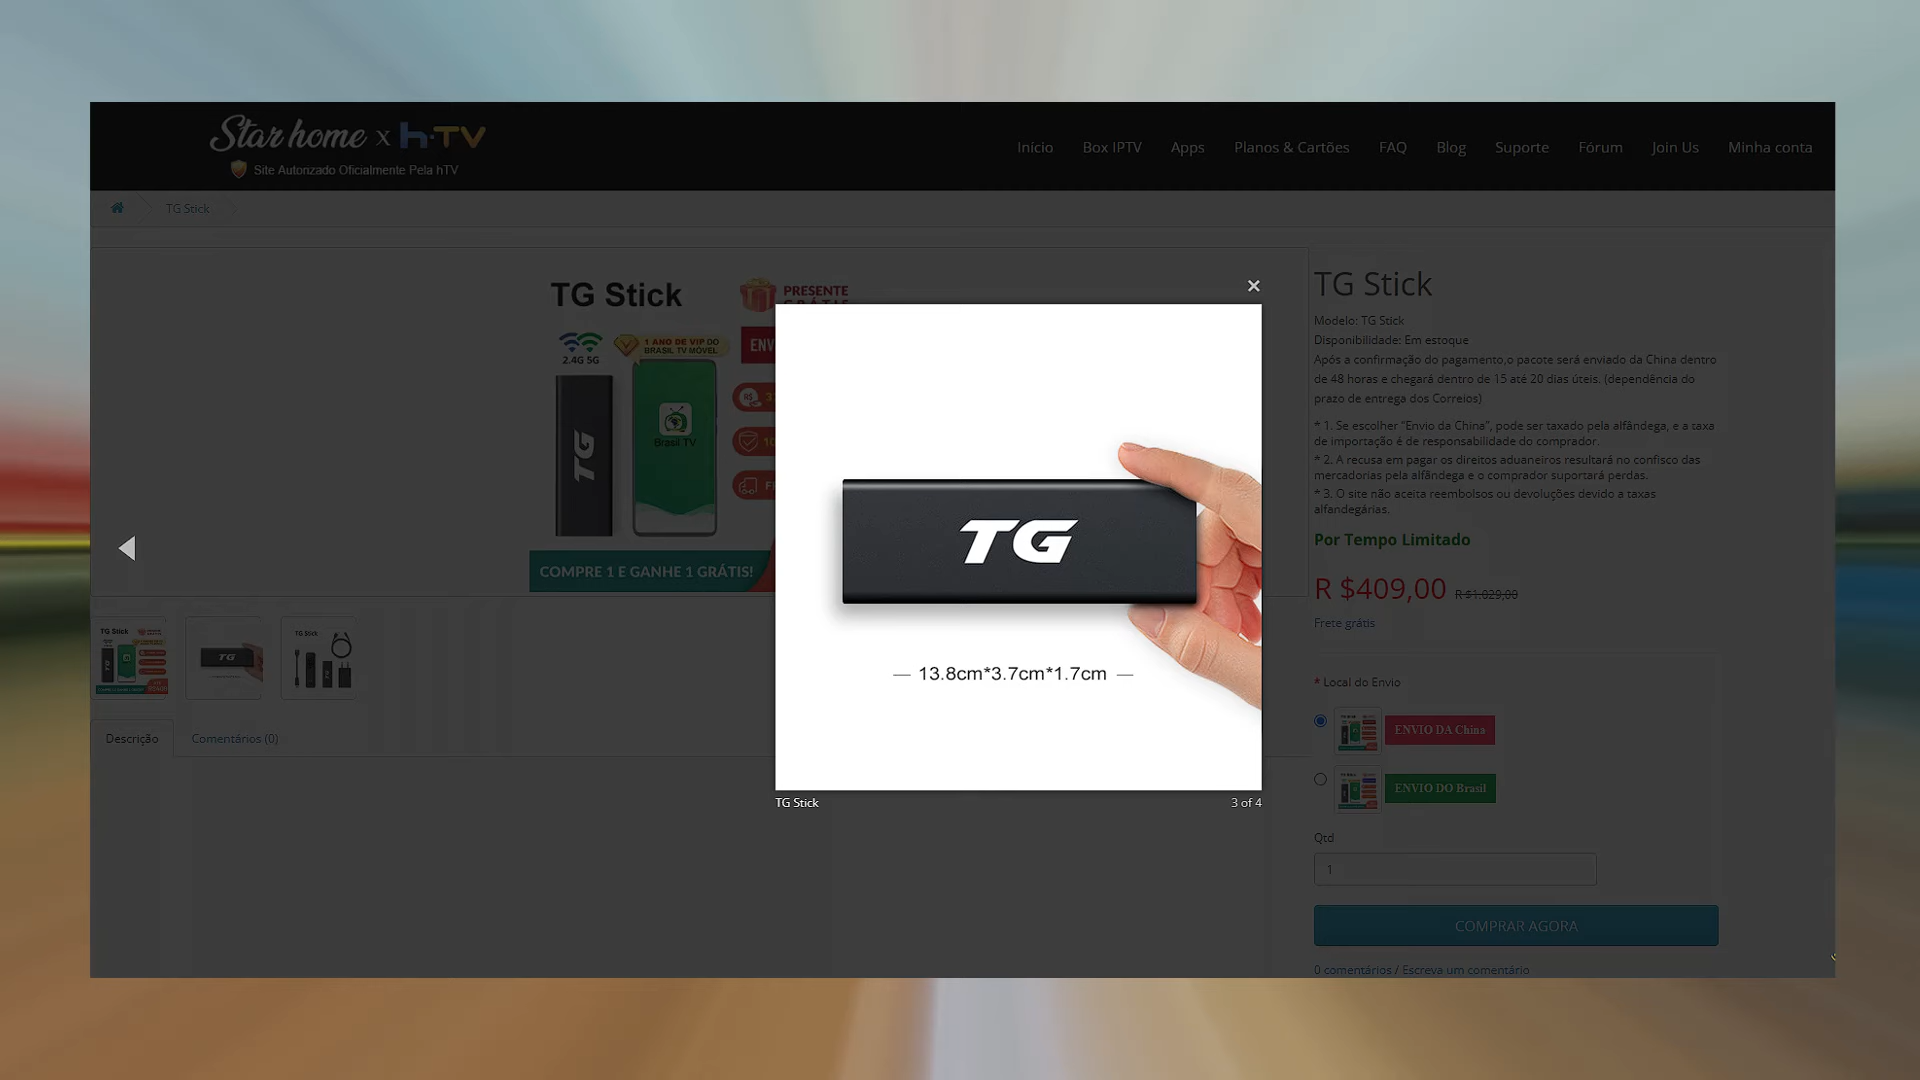 Star home x h·TV
Site Autorizado Oficialmente Pela hTV
Início
Box IPTV
Apps
Planos & Cartões
FAQ
Blog
Suporte
Fórum
Join Us
Minha conta
TG Stick
TG Stick
PRESENTE
GRÁTIS
2.4G 5G
1 ANO DE VIP DO
BRASIL TV MÓVEL
ENV
TG
Brasil TV
COMPRE 1 E GANHE 1 GRÁTIS!
TG
13.8cm*3.7cm*1.7cm
TG Stick
3 of 4
TG Stick
TG
TG Stick
Descrição
Comentários (0)
TG Stick
Modelo: TG Stick
Disponibilidade: Em estoque
Após a confirmação do pagamento,o pacote será enviado da China dentro
de 48 horas e chegará dentro de 15 até 20 dias úteis. (dependência do
prazo de entrega dos Correios)
* 1. Se escolher “Envio da China”, pode ser taxado pela alfândega, e a taxa
de importação é de responsabilidade do comprador.
* 2. A recusa em pagar os direitos aduaneiros resultará no confisco das
mercadorias pela alfândega e o comprador suportará perdas.
* 3. O site não aceita reembolsos ou devoluções devido a taxas
alfandegárias.
Por Tempo Limitado
R $409,00 R $1.029,00
Frete grátis
* Local do Envio
ENVIO DA China
ENVIO DO Brasil
Qtd
1
COMPRAR AGORA
0 comentários / Escreva um comentário